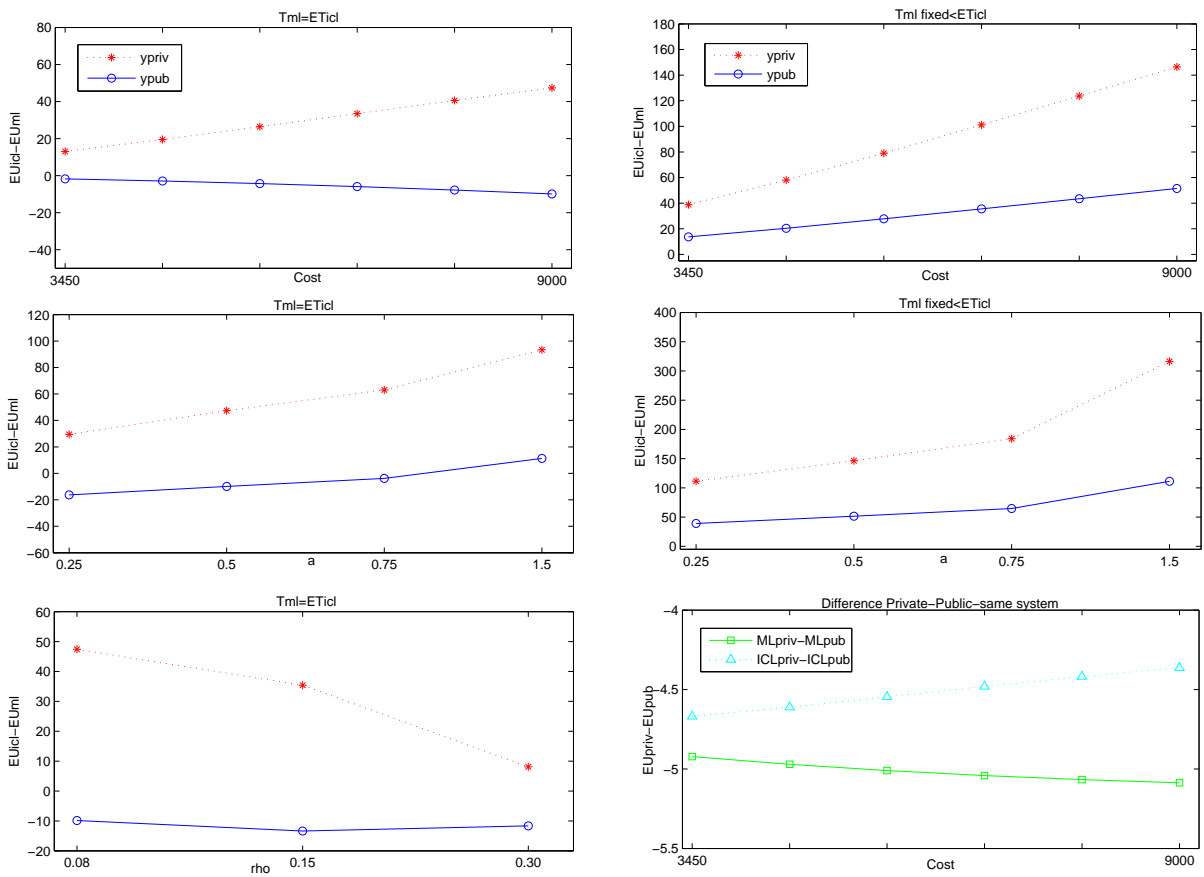 Tml=ETicl
80
60
40
20
0
−20
−40
EUicl−EUml
ypriv
ypub
3450
Cost
9000
Tml fixed<ETicl
180
160
140
120
100
80
60
40
20
0
EUicl−EUml
ypriv
ypub
3450
Cost
9000
Tml=ETicl
120
100
80
60
40
20
0
−20
−40
−60
EUicl−EUml
0.25
0.5
a
0.75
1.5
Tml fixed<ETicl
400
350
300
250
200
150
100
50
0
EUicl−EUml
0.25
0.5
0.75
a
1.5
Tml=ETicl
60
50
40
30
20
10
0
−10
−20
EUicl−EUml
0.08
rho
0.15
0.30
Difference Private−Public−same system
−4
−4.5
−5
−5.5
EUpriv−EUpub
MLpriv−MLpub
ICLpriv−ICLpub
3450
Cost
9000